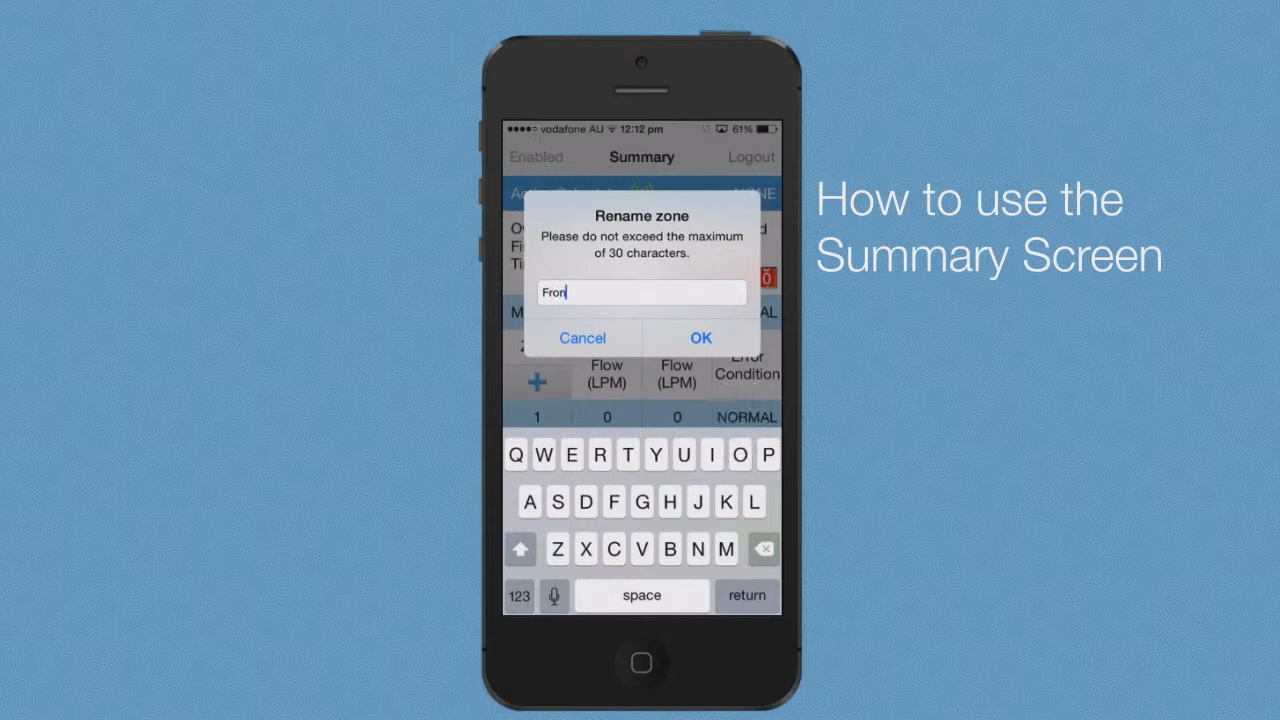 vodafone AU 12:12 pm 61%
Enabled Summary Logout
NONE
Rename zone
Please do not exceed the maximum
of 30 characters.
Fron
Cancel OK
Flow Flow Error
(LPM) (LPM) Condition
+
1 0 0 NORMAL
Q W E R T Y U I O P
A S D F G H J K L
Z X C V B N M
123 space return
How to use the
Summary Screen